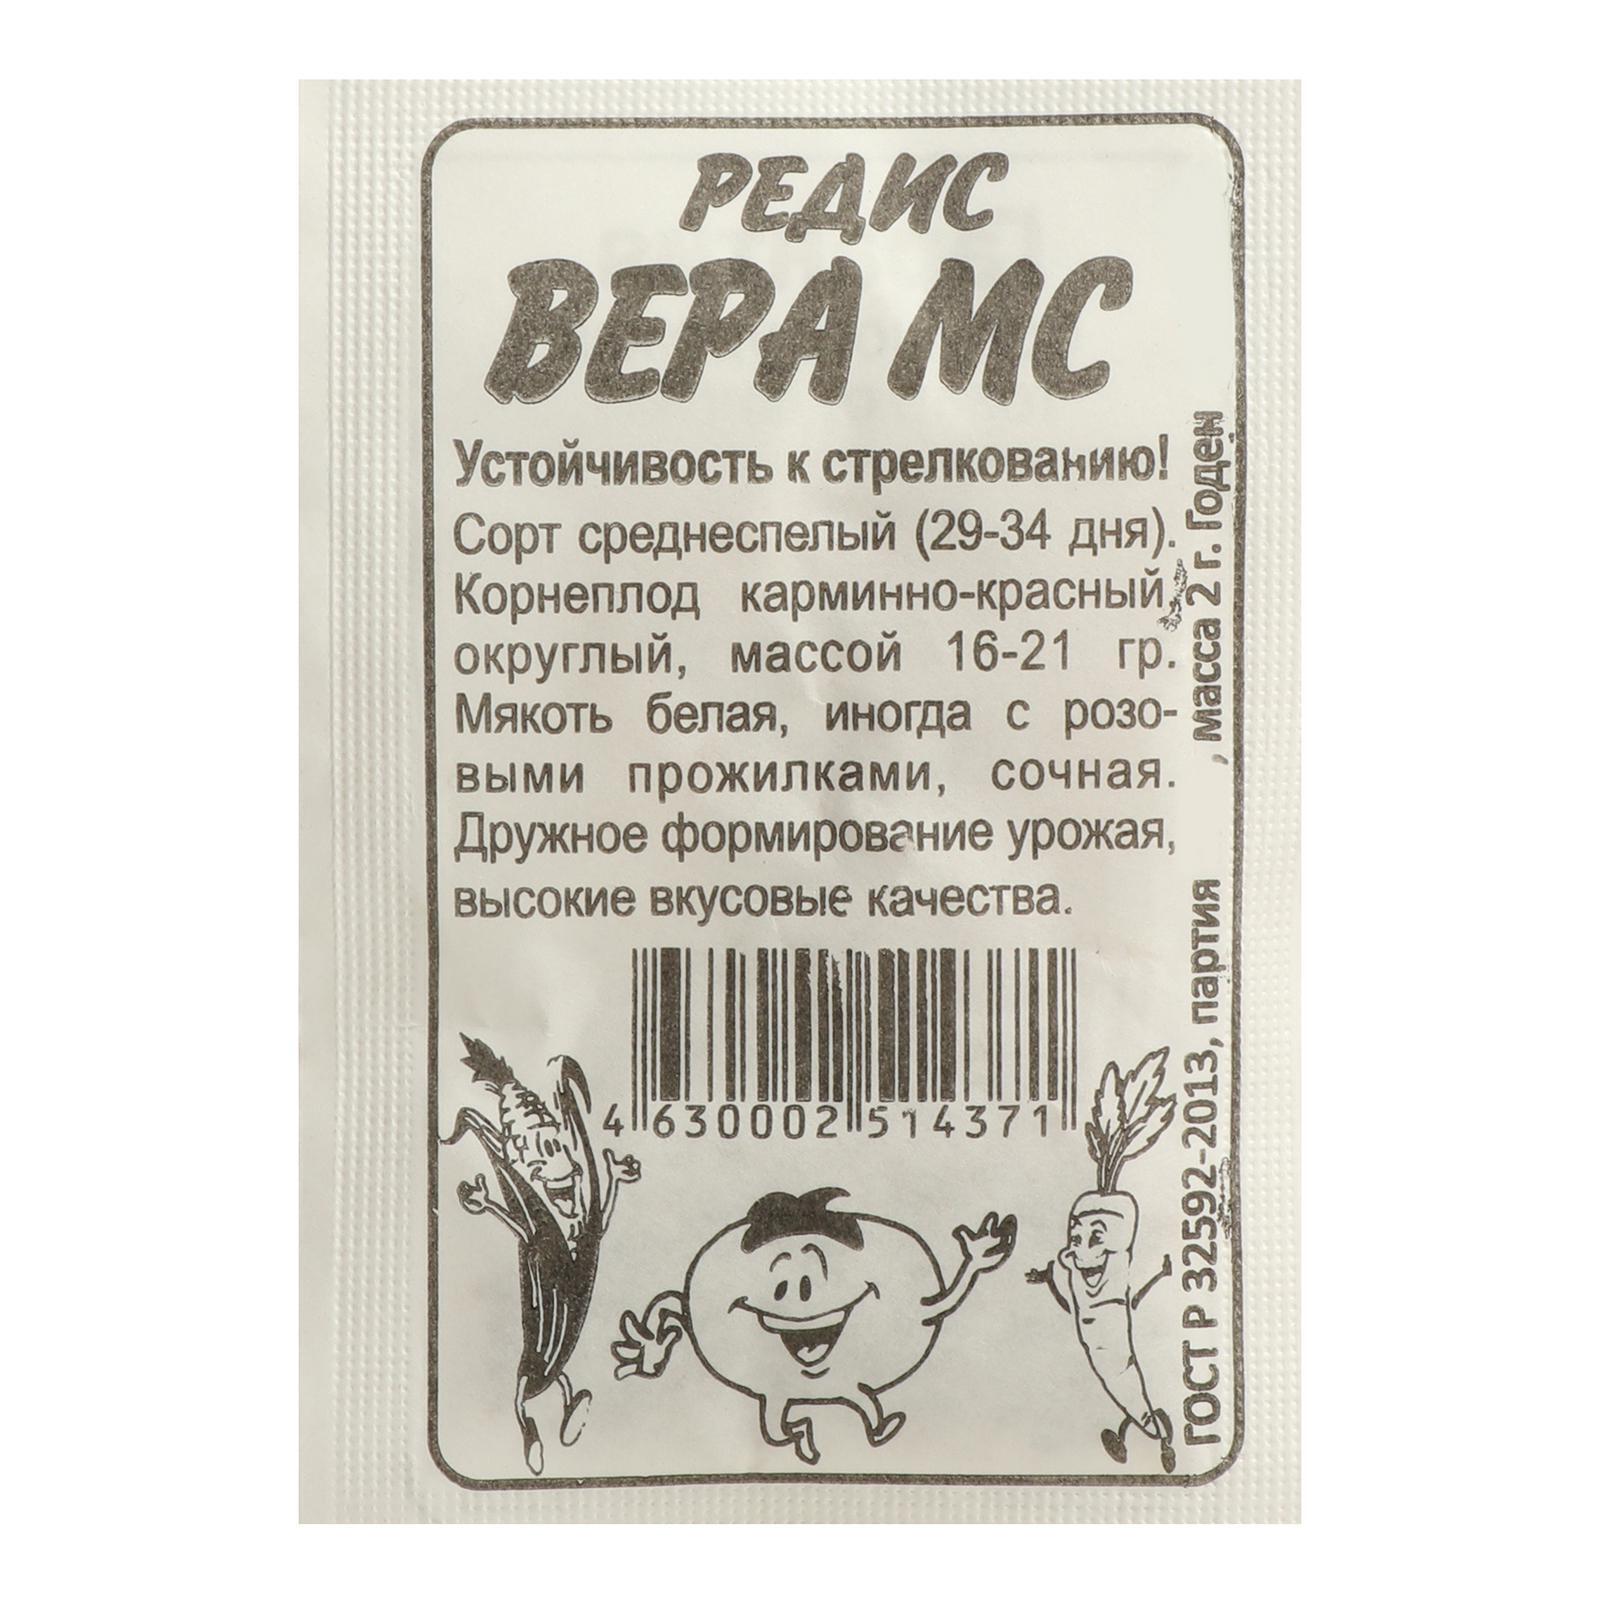 РЕДИС
ВЕРА МС
Устойчивость к стрелкованию!
Сорт среднеспелый (29-34 дня).
Корнеплод карминно-красный,
округлый, массой 16-21 гр.
Мякоть белая, иногда с розо-
выми прожилками, сочная.
Дружное формирование урожая,
высокие вкусовые качества.
4 630002 514371
ГОСТ Р 32592-2013, партия , масса 2 г. Годен